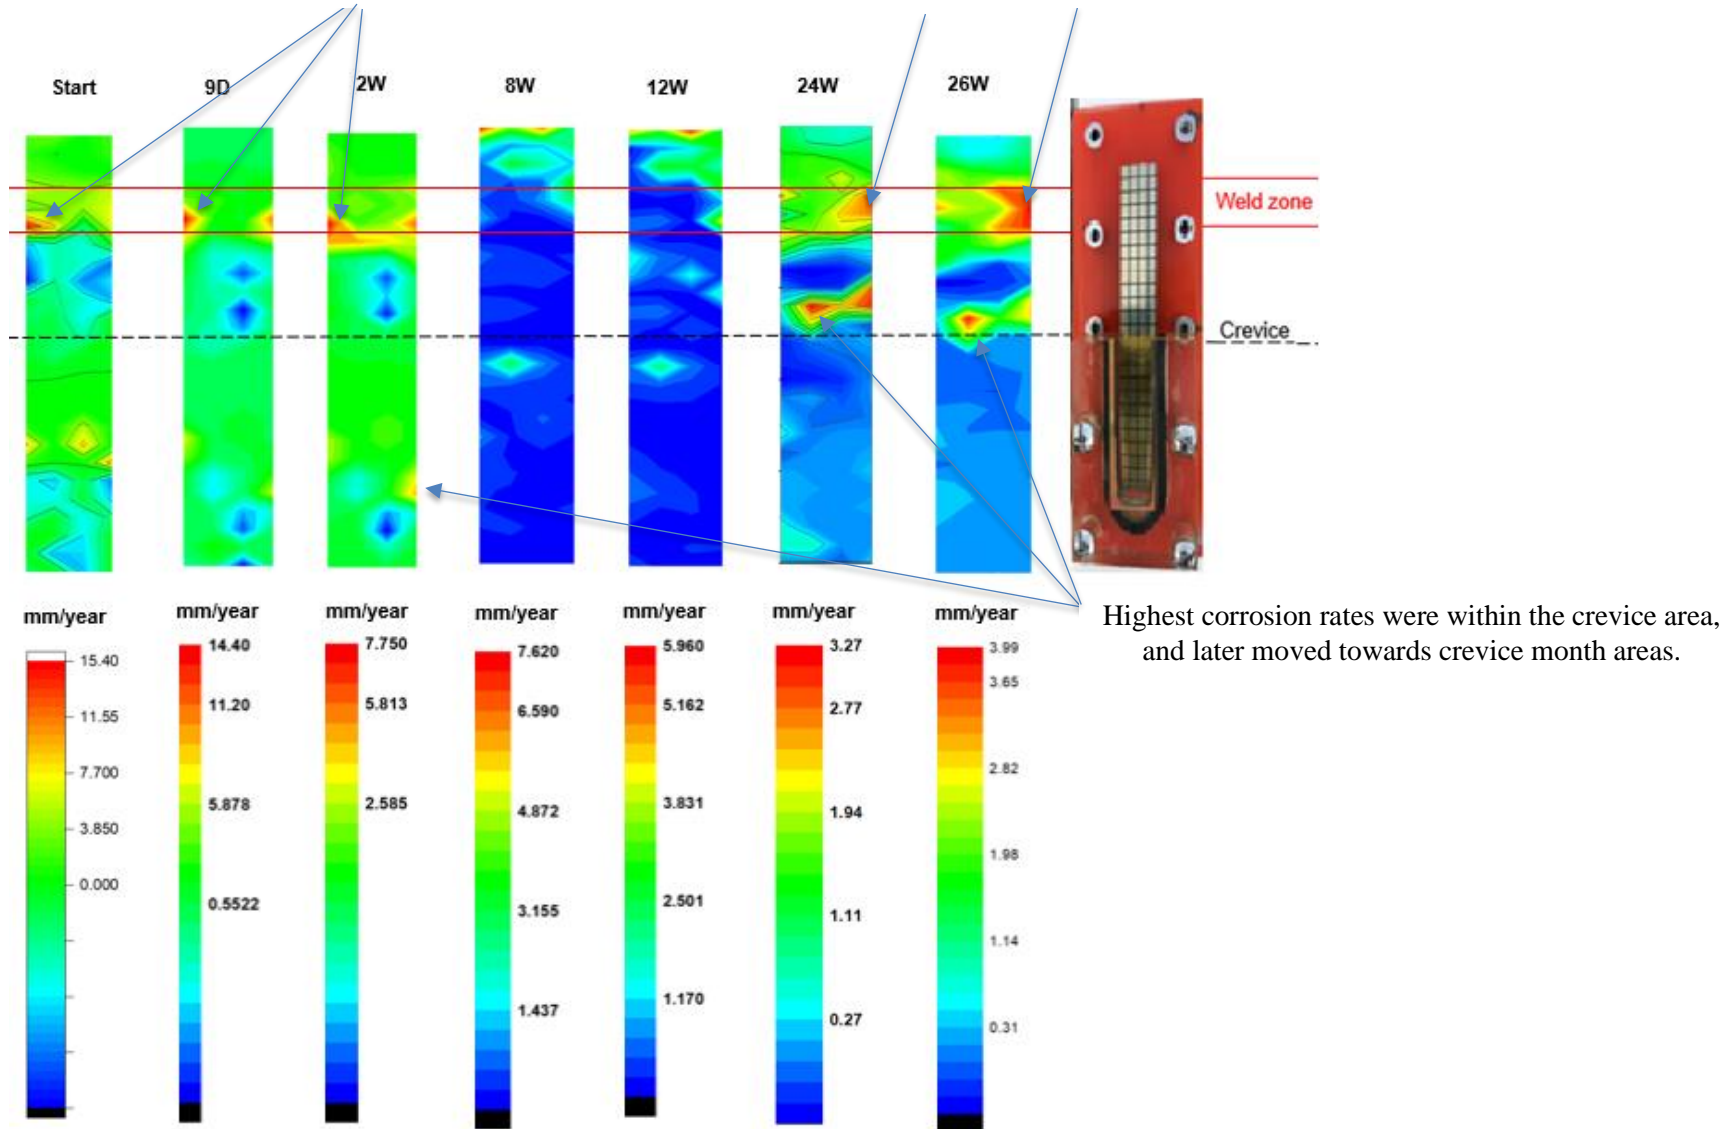 Start
9D
2W
8W
12W
24W
26W
Weld zone
Crevice
Highest corrosion rates were within the crevice area,
and later moved towards crevice month areas.
mm/year
15.40
11.55
7.700
3.850
0.000
mm/year
14.40
11.20
5.878
0.5522
mm/year
7.750
5.813
2.585
mm/year
7.620
6.590
4.872
3.155
1.437
mm/year
5.960
5.162
3.831
2.501
1.170
mm/year
3.27
2.77
1.94
1.11
0.27
mm/year
3.99
3.65
2.82
1.98
1.14
0.31